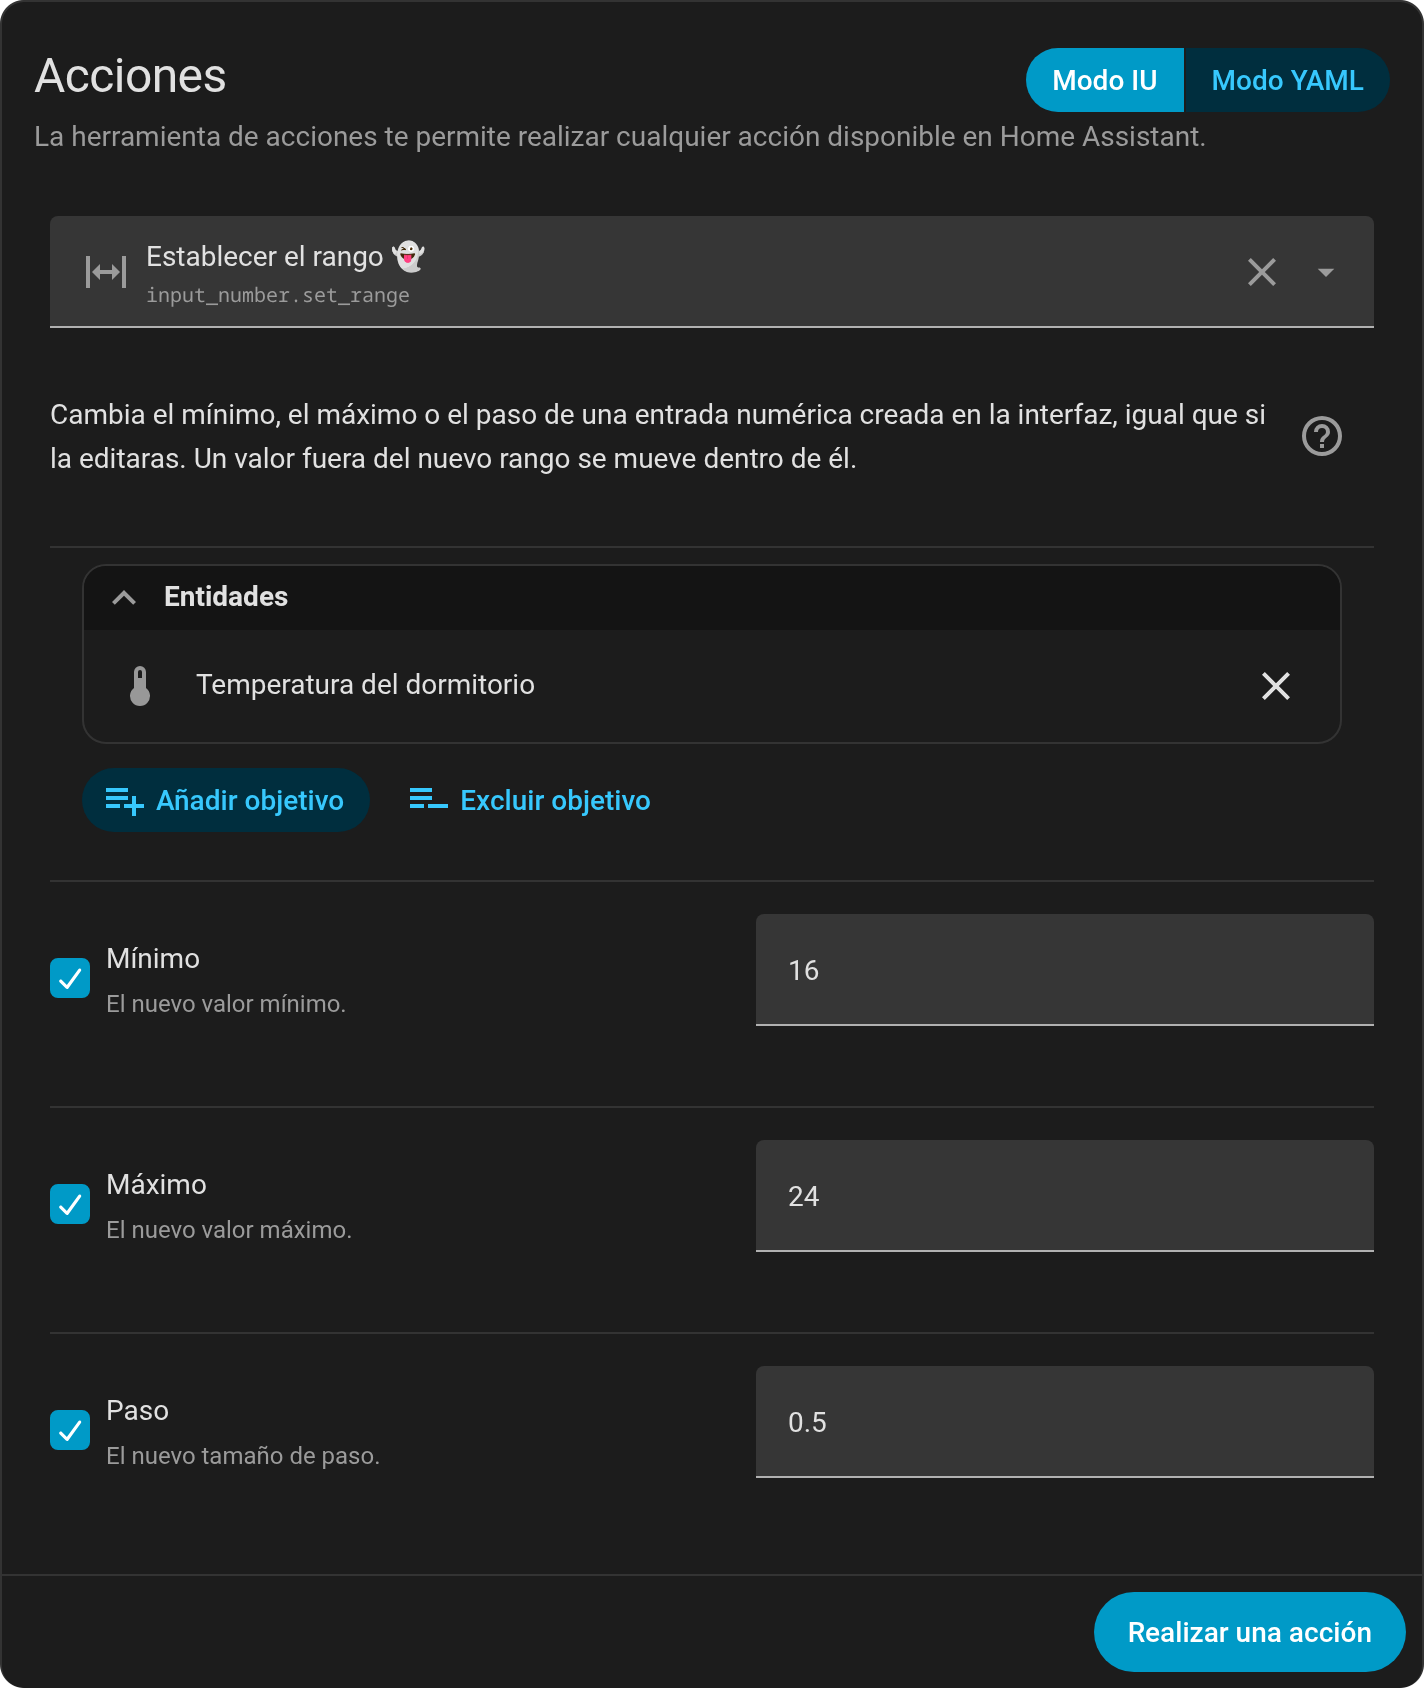 Acciones
Modo IU
Modo YAML
La herramienta de acciones te permite realizar cualquier acción disponible en Home Assistant.
Establecer el rango 👻
input_number.set_range
Cambia el mínimo, el máximo o el paso de una entrada numérica creada en la interfaz, igual que si
la editaras. Un valor fuera del nuevo rango se mueve dentro de él.
Entidades
Temperatura del dormitorio
Añadir objetivo
Excluir objetivo
Mínimo
El nuevo valor mínimo.
16
Máximo
El nuevo valor máximo.
24
Paso
El nuevo tamaño de paso.
0.5
Realizar una acción